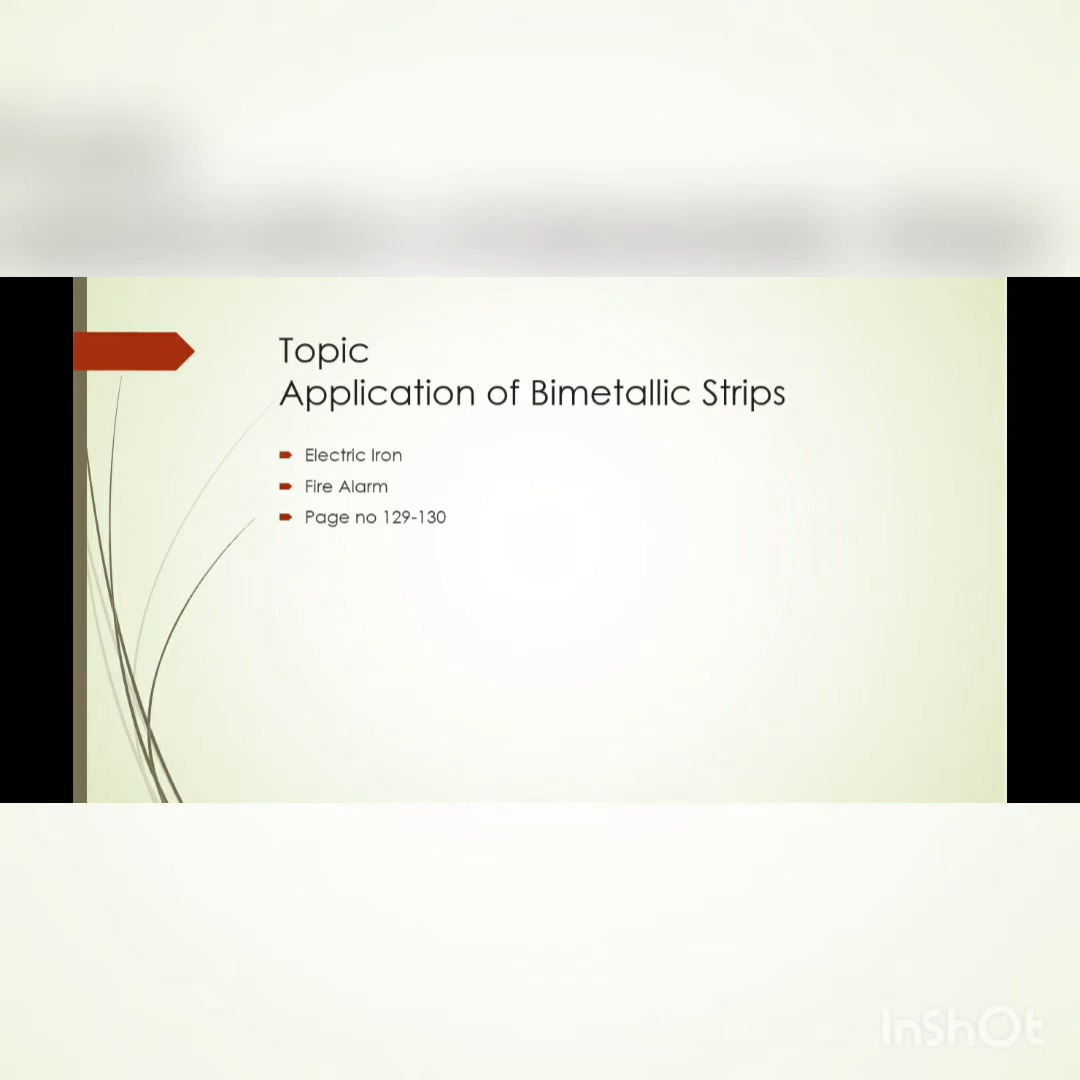 Topic
Application of Bimetallic Strips
Electric Iron
Fire Alarm
Page no 129-130
InShOt